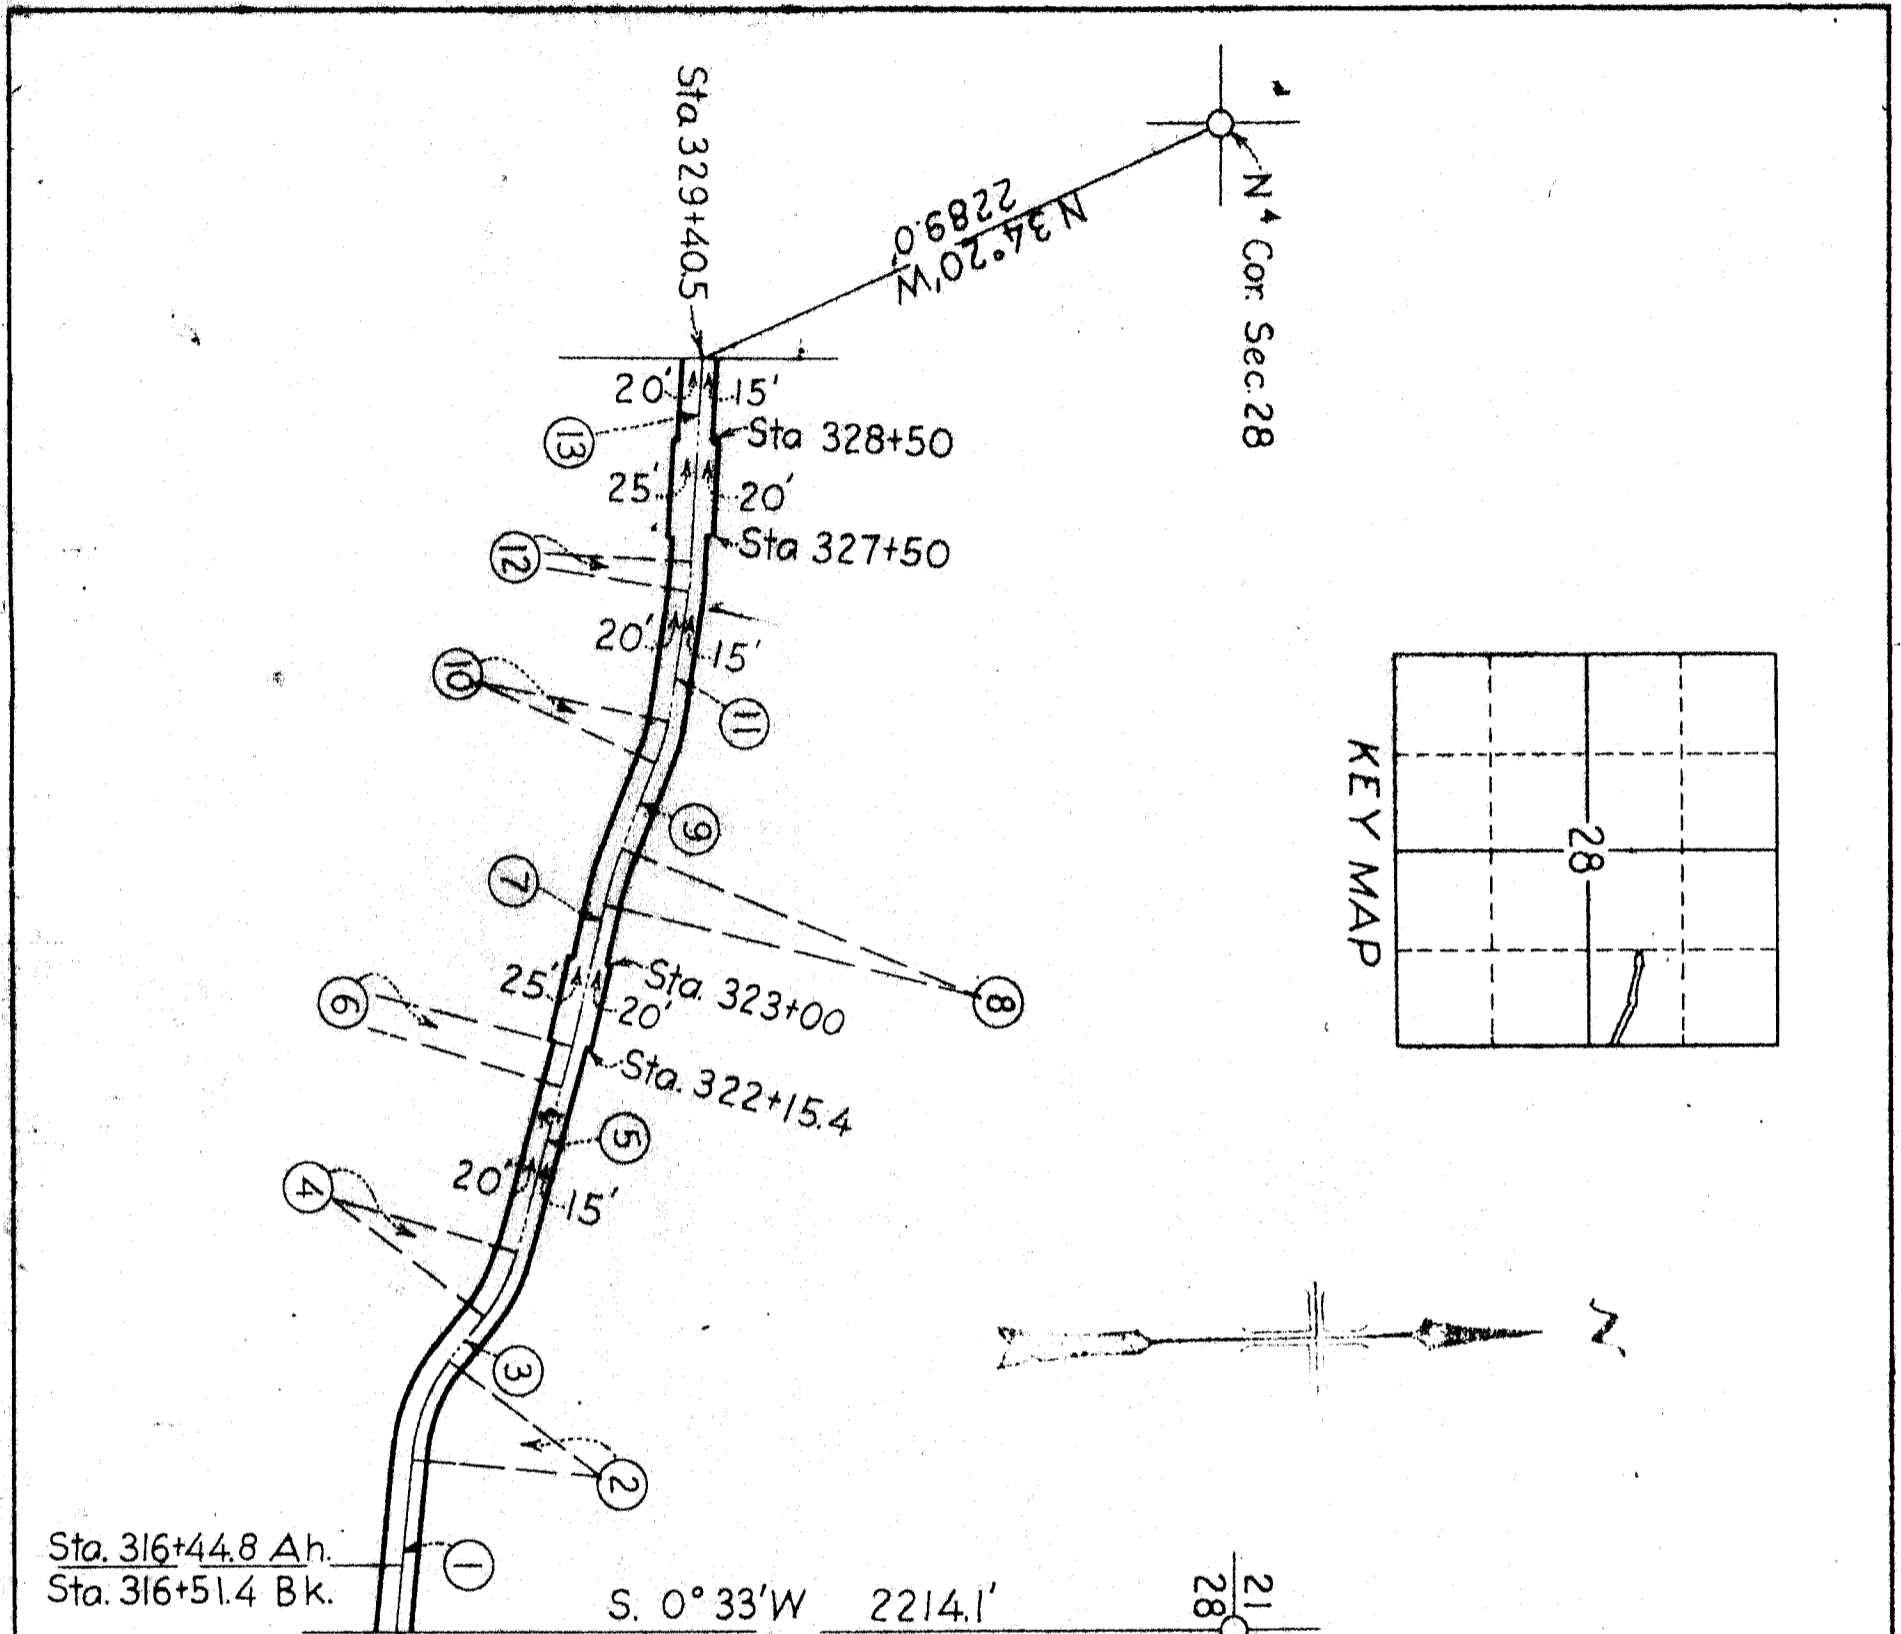 Sta 329+40.5
N 34°20'W
2289.0'
N 4 Cor. Sec. 28
20'
15'
13
Sta 328+50
25'
20'
Sta 327+50
12
20'
15'
10
11
9
7
8
25'
Sta. 323+00
20'
6
Sta. 322+15.4
5
20'
15'
4
3
2
1
28
KEY MAP
N
Sta. 316+44.8 Ah.
Sta. 316+51.4 Bk.
S. 0°33'W 2214.1'
21
28